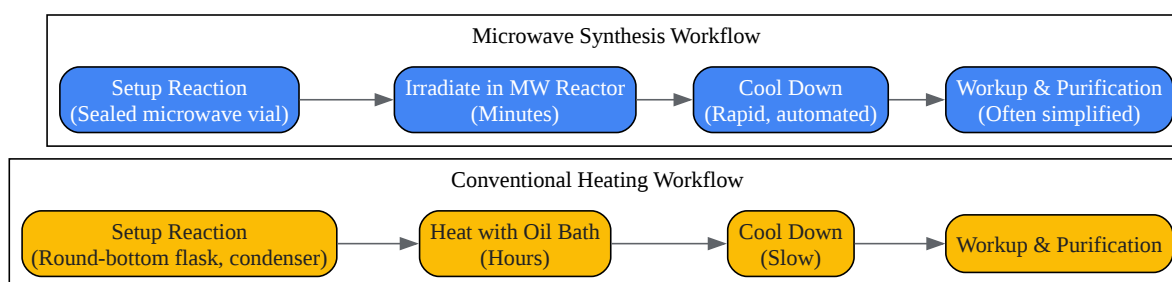 Microwave Synthesis Workflow
Setup Reaction
(Sealed microwave vial)
Irradiate in MW Reactor
(Minutes)
Cool Down
(Rapid, automated)
Workup & Purification
(Often simplified)
Conventional Heating Workflow
Setup Reaction
(Round-bottom flask, condenser)
Heat with Oil Bath
(Hours)
Cool Down
(Slow)
Workup & Purification